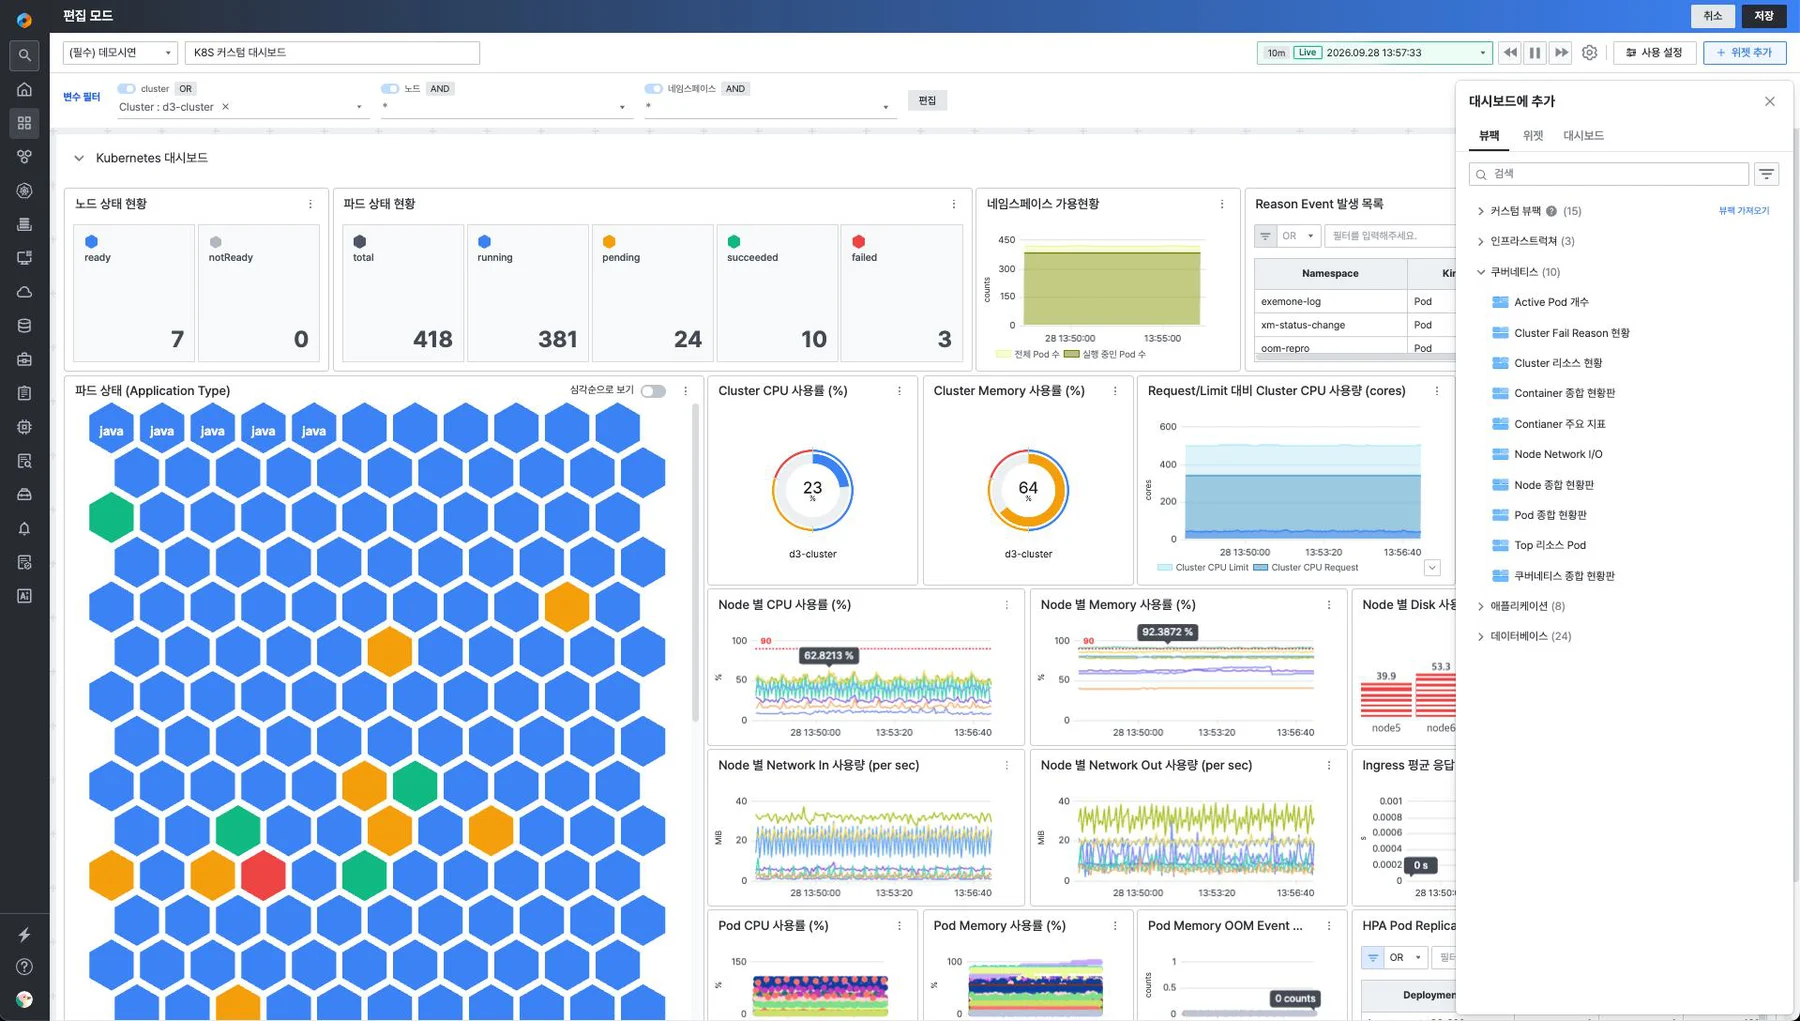 편집 모드
취소
저장
(필수) 데모시연
K8S 커스텀 대시보드
10m Live 2026.09.28 13:57:33
사용 설정
+ 위젯 추가
변수 필터
cluster OR
Cluster : d3-cluster ×
노드 AND
*
네임스페이스 AND
*
편집
Kubernetes 대시보드
노드 상태 현황
ready
7
notReady
0
파드 상태 현황
total
418
running
381
pending
24
succeeded
10
failed
3
네임스페이스 가용현황
counts
450
300
150
0
28 13:50:00 13:55:00
전체 Pod 수 실행 중인 Pod 수
Reason Event 발생 목록
OR
필터를 입력해주세요.
Namespace Kin
exemone-log Pod
xm-status-change Pod
oom-repro Pod
파드 상태 (Application Type)
심각순으로 보기
java java java java java
Cluster CPU 사용률 (%)
23
%
d3-cluster
Cluster Memory 사용률 (%)
64
%
d3-cluster
Request/Limit 대비 Cluster CPU 사용량 (cores)
cores
600
400
200
0
28 13:50:00 13:53:20 13:56:40
Cluster CPU Limit Cluster CPU Request
Node 별 CPU 사용률 (%)
%
100
50
0
90
62.8213 %
28 13:50:00 13:53:20 13:56:40
Node 별 Memory 사용률 (%)
%
100
50
0
90
92.3872 %
28 13:50:00 13:53:20 13:56:40
Node 별 Disk 사용
39.9
53.3
node5 node6
Node 별 Network In 사용량 (per sec)
MiB
40
20
0
28 13:50:00 13:53:20 13:56:40
Node 별 Network Out 사용량 (per sec)
MiB
40
20
0
28 13:50:00 13:53:20 13:56:40
Ingress 평균 응답
s
0.001
0.0008
0.0006
0.0004
0.0002
0
0 s
28 13:50:0
Pod CPU 사용률 (%)
%
150
0
Pod Memory 사용률 (%)
%
100
0
Pod Memory OOM Event ...
counts
1
0.5
0
0 counts
HPA Pod Replica
OR
필터
Deploymen
대시보드에 추가
뷰팩 위젯 대시보드
검색
커스텀 뷰팩 ? (15)
뷰팩 가져오기
인프라스트럭쳐 (3)
쿠버네티스 (10)
Active Pod 개수
Cluster Fail Reason 현황
Cluster 리소스 현황
Container 종합 현황판
Contianer 주요 지표
Node Network I/O
Node 종합 현황판
Pod 종합 현황판
Top 리소스 Pod
쿠버네티스 종합 현황판
애플리케이션 (8)
데이터베이스 (24)
AI